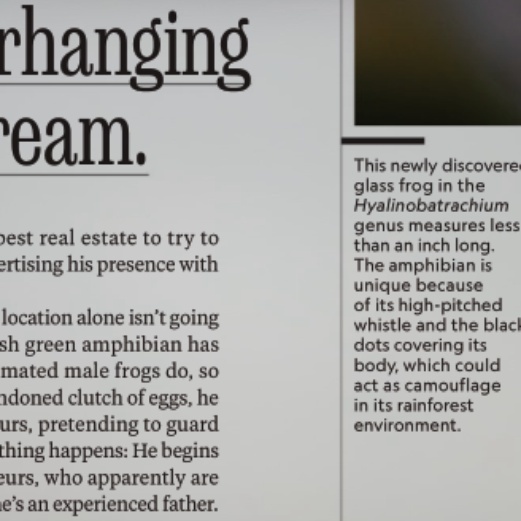 rhanging
ream.
best real estate to try to
ertising his presence with
location alone isn't going
sh green amphibian has
mated male frogs do, so
ndoned clutch of eggs, he
urs, pretending to guard
thing happens: He begins
eurs, who apparently are
e's an experienced father.
This newly discovered
glass frog in the
Hyalinobatrachium
genus measures less
than an inch long.
The amphibian is
unique because
of its high-pitched
whistle and the black
dots covering its
body, which could
act as camouflage
in its rainforest
environment.